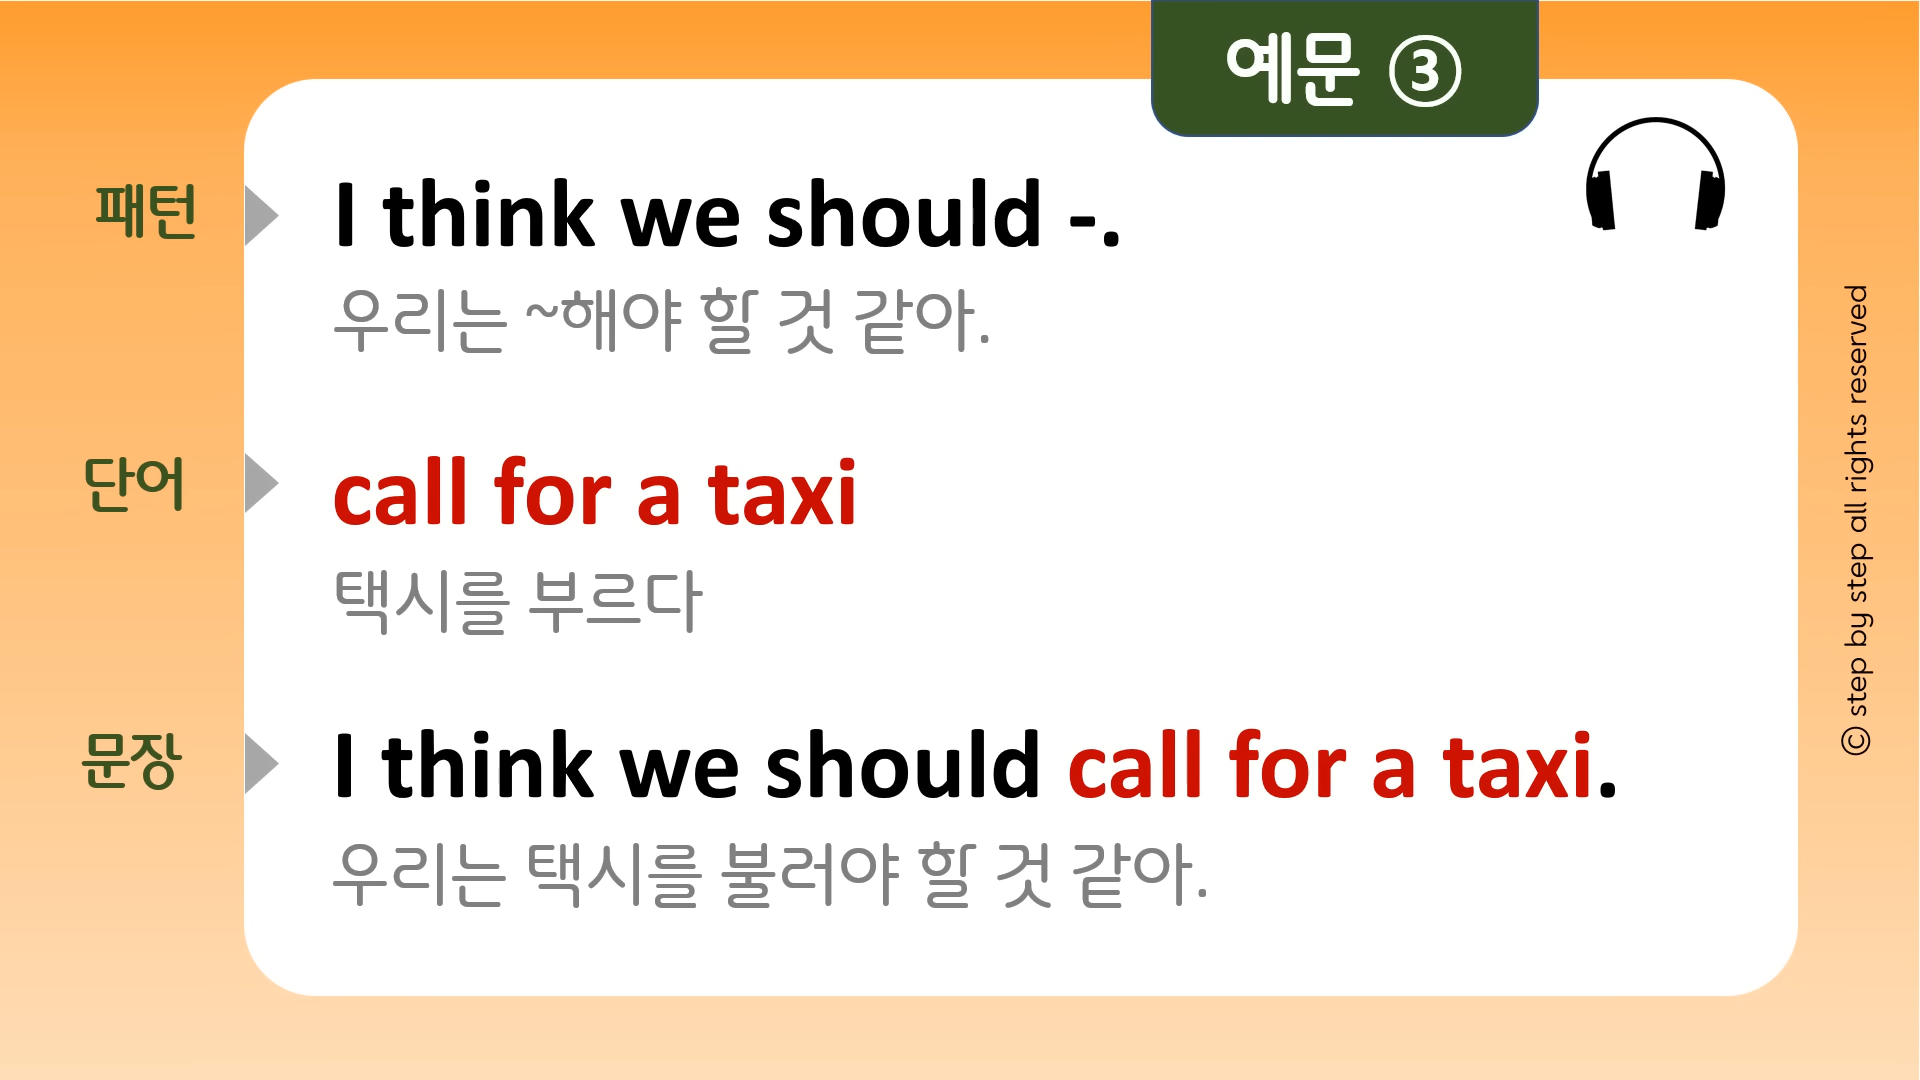 예문 ③
패턴
I think we should -.
우리는 ~해야 할 것 같아.
단어
call for a taxi
택시를 부르다
문장
I think we should call for a taxi.
우리는 택시를 불러야 할 것 같아.
© step by step all rights reserved